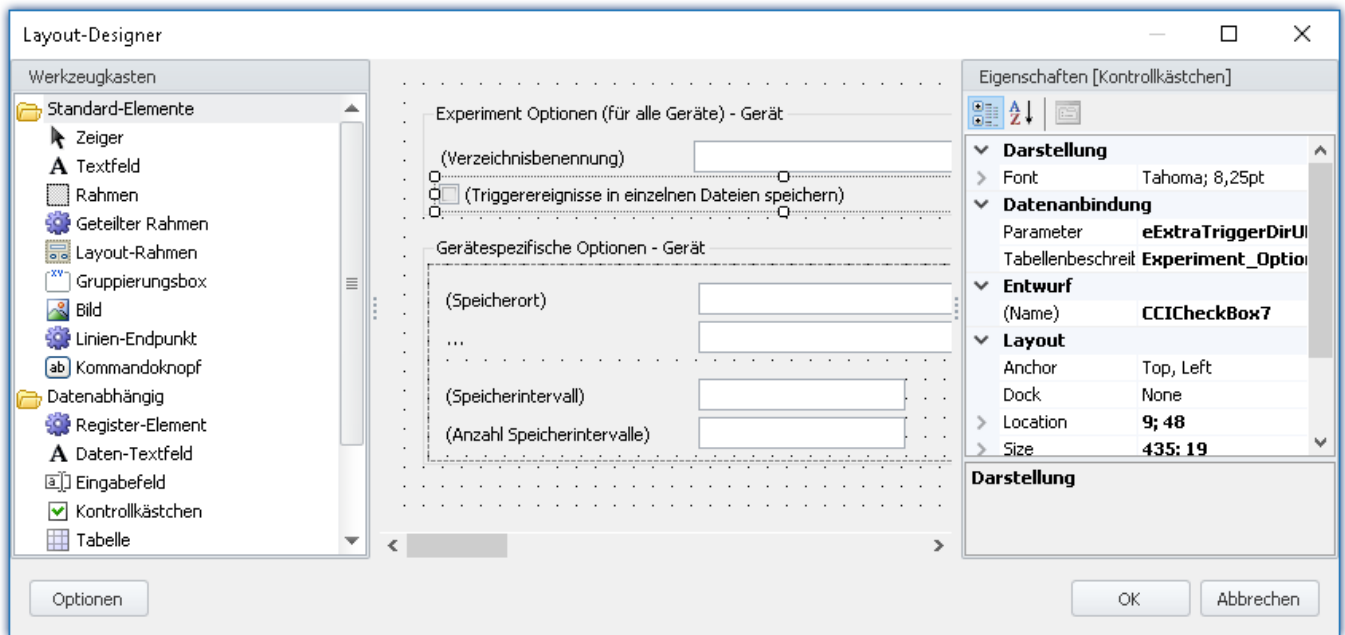 Layout-Designer
Werkzeugkasten
Standard-Elemente
Zeiger
A Textfeld
Rahmen
Geteilter Rahmen
Layout-Rahmen
Gruppierungsbox
Bild
Linien-Endpunkt
ab Kommandoknopf
Datenabhängig
Register-Element
A Daten-Textfeld
a Eingabefeld
Kontrollkästchen
Tabelle
Experiment Optionen (für alle Geräte) - Gerät
(Verzeichnisbenennung)
(Triggerereignisse in einzelnen Dateien speichern)
Gerätespezifische Optionen - Gerät
(Speicherort)
...
(Speicherintervall)
(Anzahl Speicherintervalle)
Eigenschaften [Kontrollkästchen]
Darstellung
Font Tahoma; 8,25pt
Datenanbindung
Parameter eExtraTriggerDirUI
Tabellenbeschreib Experiment_Option
Entwurf
(Name) CCICheckBox7
Layout
Anchor Top, Left
Dock None
Location 9; 48
Size 435; 19
Darstellung
Optionen
OK
Abbrechen